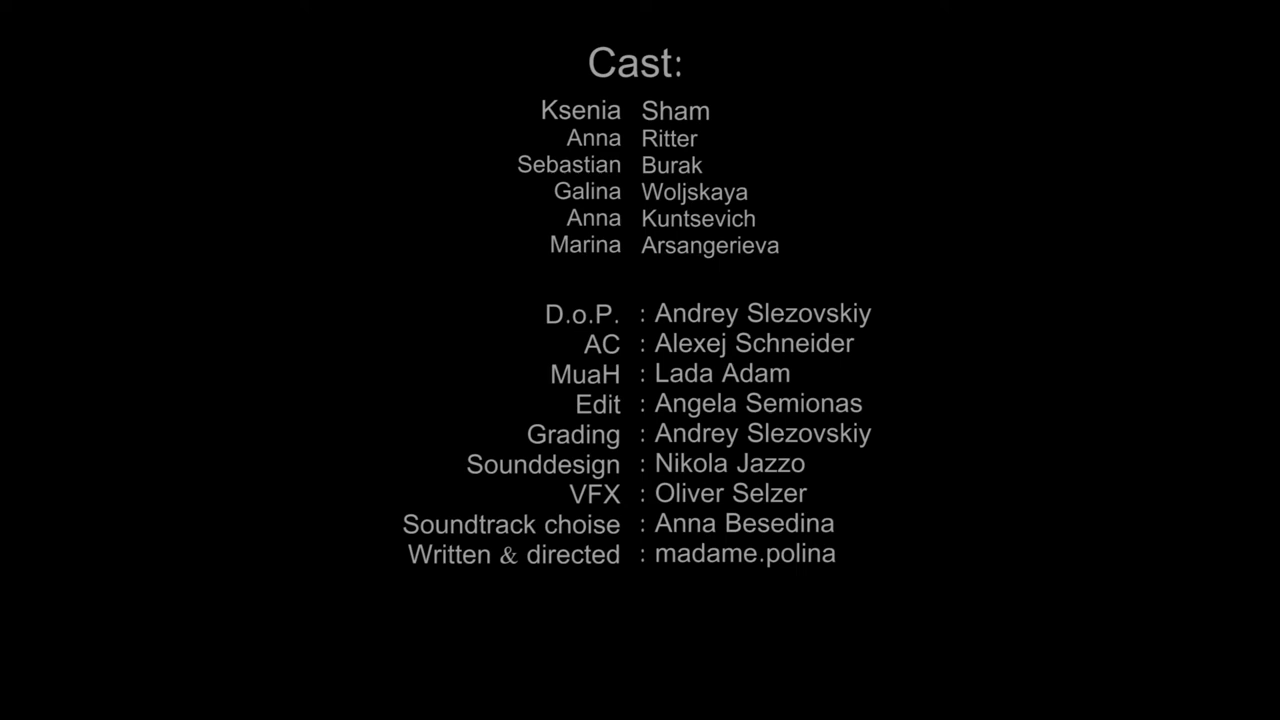 Cast:
Ksenia Sham
Anna Ritter
Sebastian Burak
Galina Woljskaya
Anna Kuntsevich
Marina Arsangerieva
D.o.P. : Andrey Slezovskiy
AC : Alexej Schneider
MuaH : Lada Adam
Edit : Angela Semionas
Grading : Andrey Slezovskiy
Sounddesign : Nikola Jazzo
VFX : Oliver Selzer
Soundtrack choise : Anna Besedina
Written & directed : madame.polina